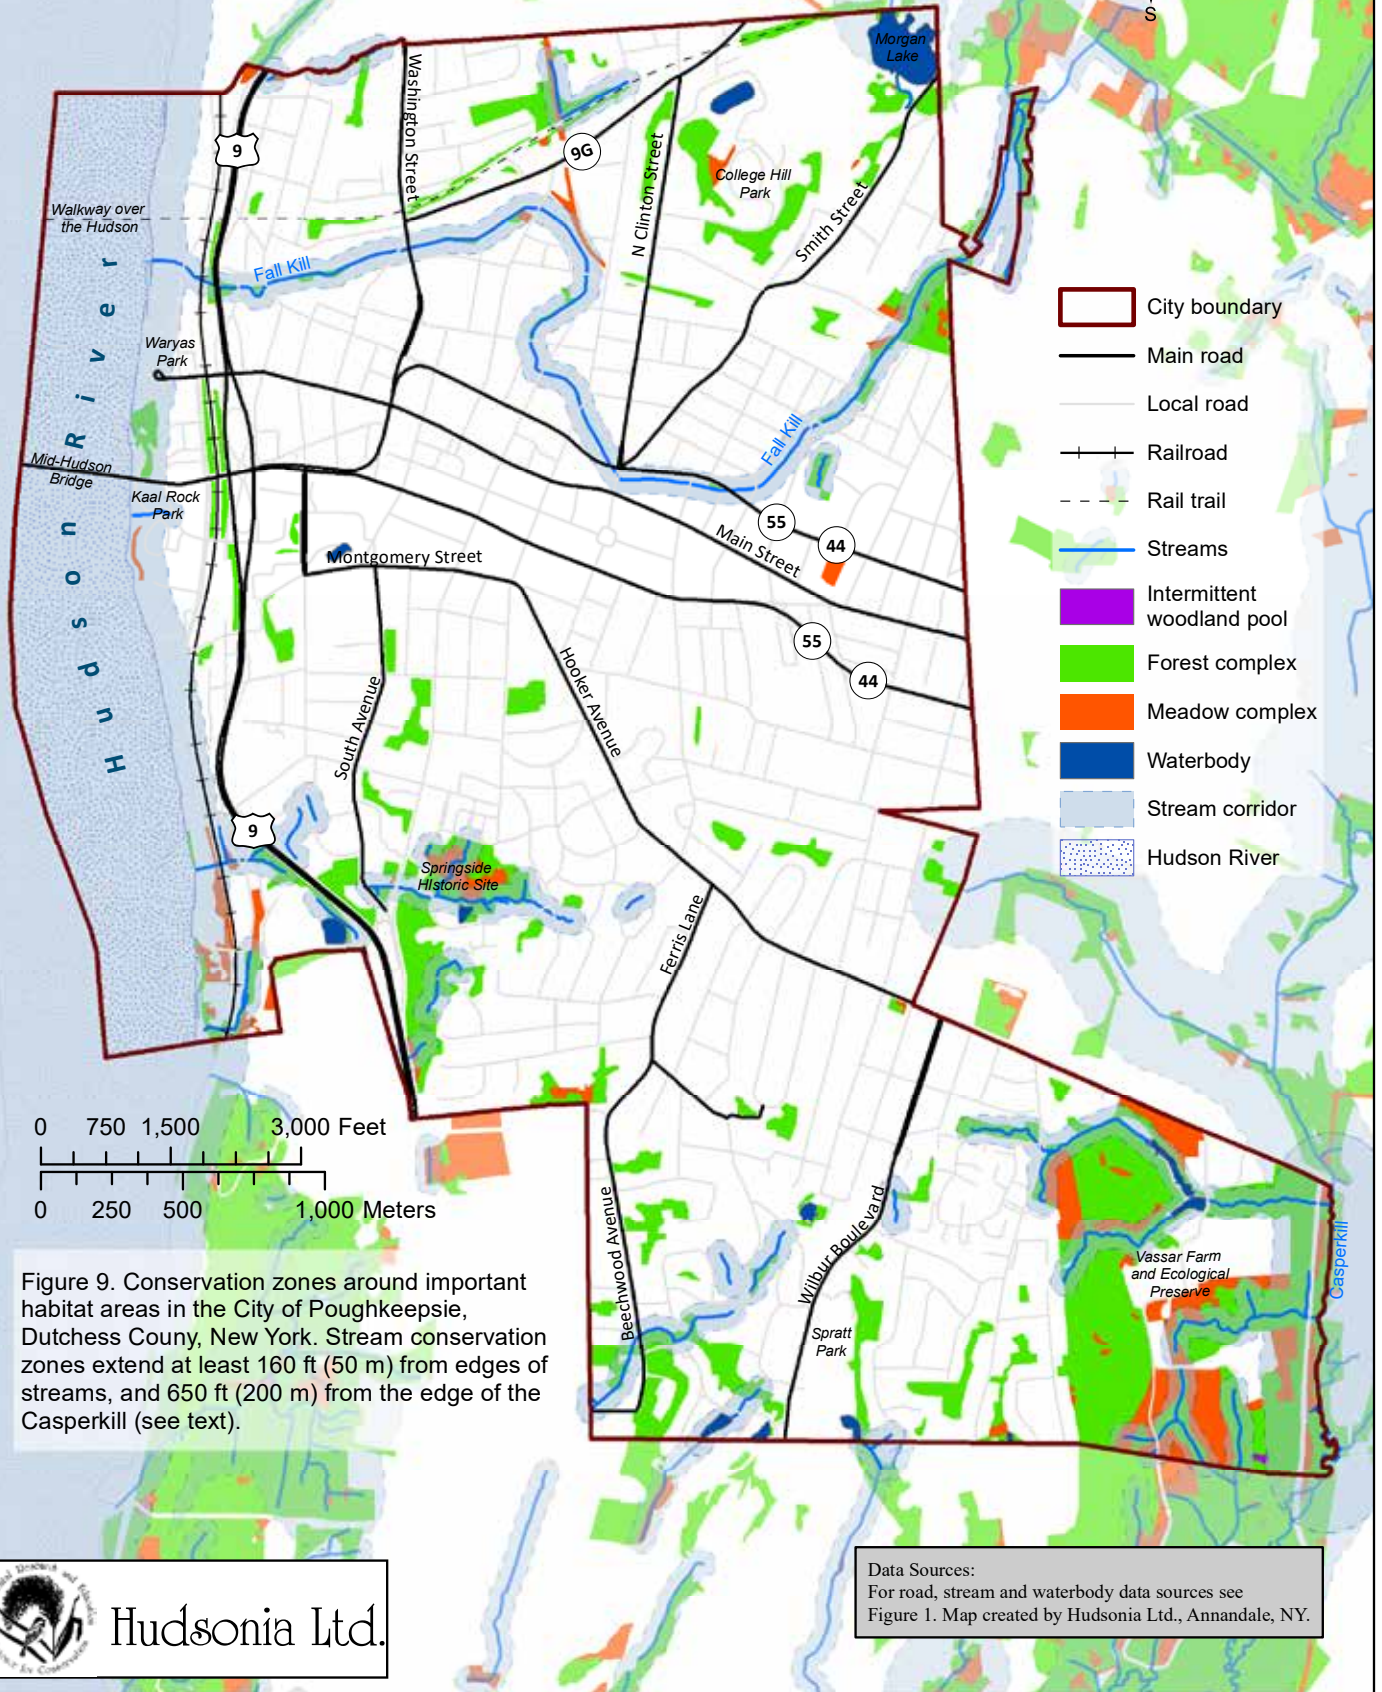 S
Morgan
Lake
Washington Street
9
9G
N Clinton Street
College Hill
Park
Smith Street
Walkway over
the Hudson
Fall Kill
Hudson River
Waryas
Park
Mid-Hudson
Bridge
Kaal Rock
Park
Fall Kill
55
44
Main Street
Montgomery Street
55
44
Hooker Avenue
South Avenue
9
Springside
HIstoric Site
Ferris Lane
City boundary
Main road
Local road
Railroad
Rail trail
Streams
Intermittent
woodland pool
Forest complex
Meadow complex
Waterbody
Stream corridor
Hudson River
0 750 1,500 3,000 Feet
0 250 500 1,000 Meters
Beechwood Avenue
Wilbur Boulevard
Spratt
Park
Vassar Farm
and Ecological
Preserve
Casperkill
Figure 9. Conservation zones around important
habitat areas in the City of Poughkeepsie,
Dutchess Couny, New York. Stream conservation
zones extend at least 160 ft (50 m) from edges of
streams, and 650 ft (200 m) from the edge of the
Casperkill (see text).
Hudsonia Ltd.
Data Sources:
For road, stream and waterbody data sources see
Figure 1. Map created by Hudsonia Ltd., Annandale, NY.